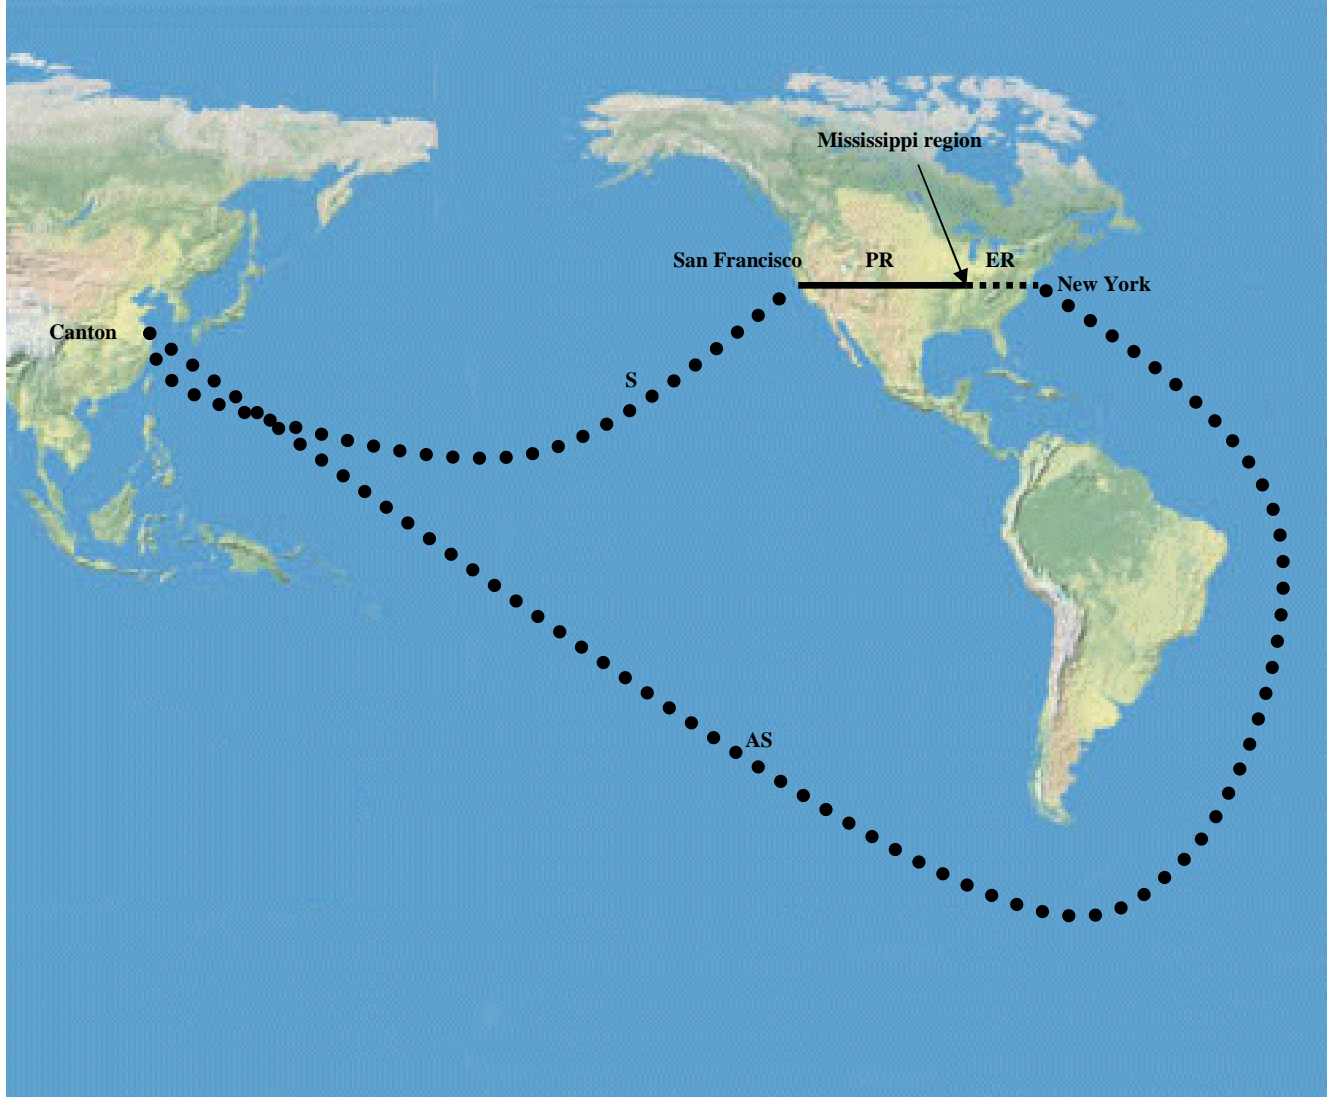 Mississippi region
San Francisco
PR
ER
New York
Canton
S
AS